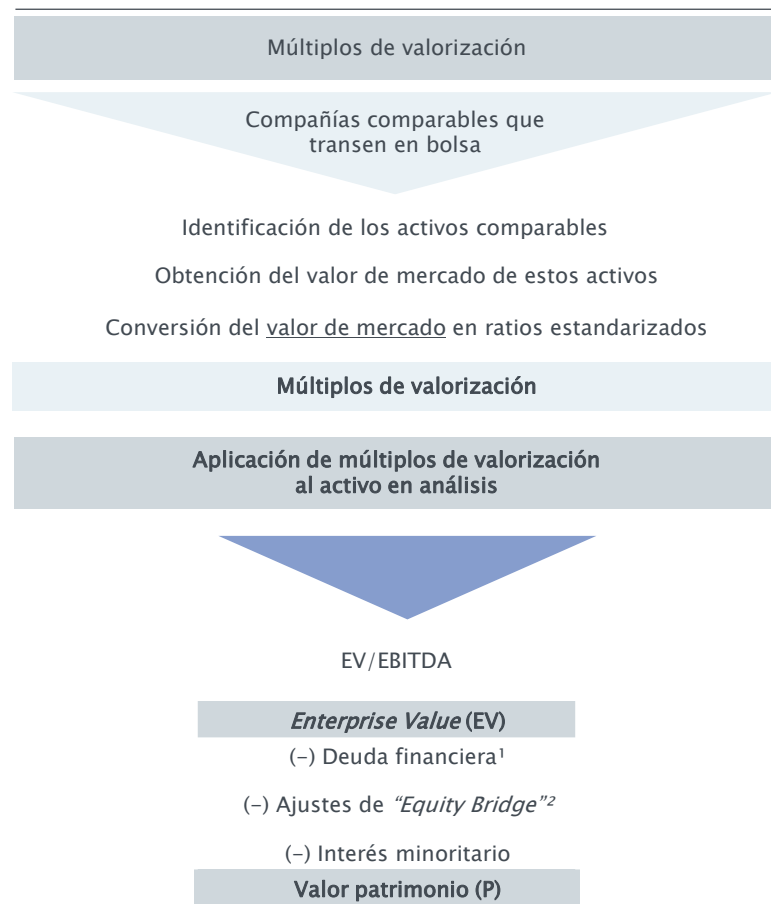 Múltiplos de valorización
Compañías comparables que
transen en bolsa
Identificación de los activos comparables
Obtención del valor de mercado de estos activos
Conversión del valor de mercado en ratios estandarizados
Múltiplos de valorización
Aplicación de múltiplos de valorización
al activo en análisis
EV/EBITDA
Enterprise Value (EV)
(-) Deuda financiera¹
(-) Ajustes de “Equity Bridge”²
(-) Interés minoritario
Valor patrimonio (P)